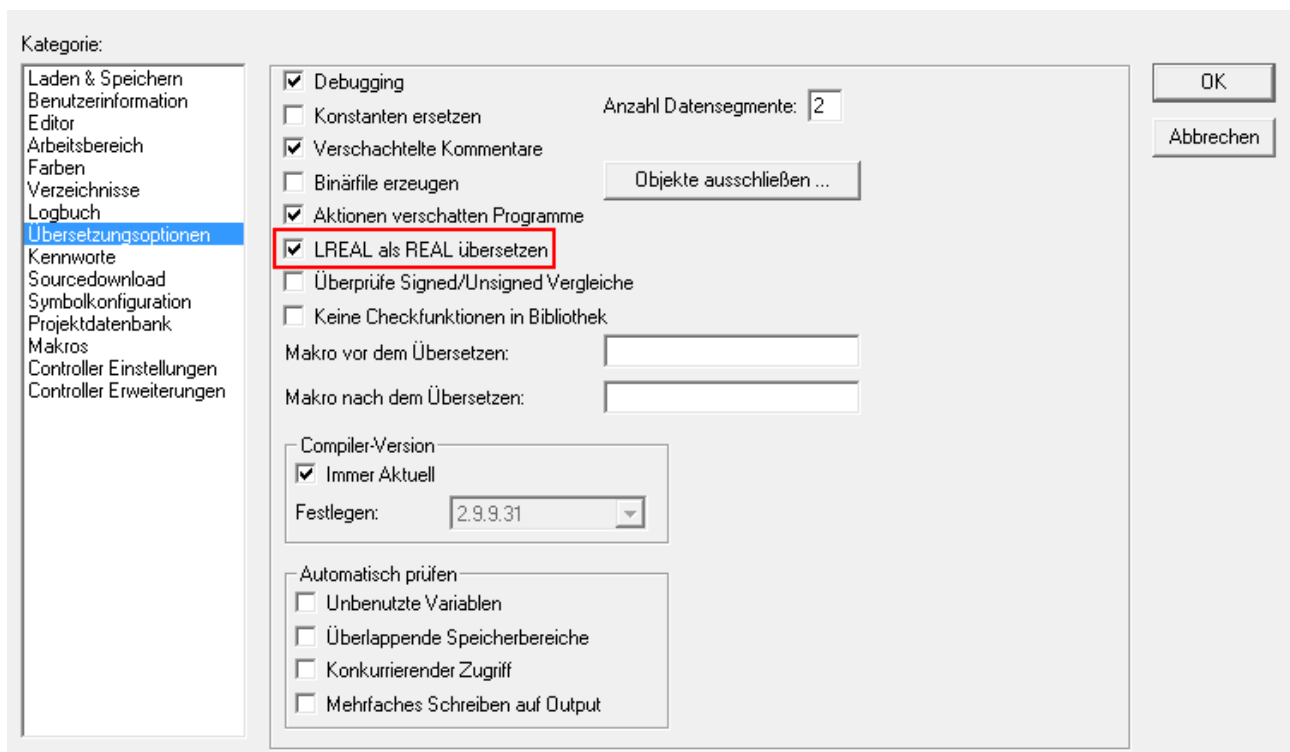 Kategorie:
Laden & Speichern
Benutzerinformation
Editor
Arbeitsbereich
Farben
Verzeichnisse
Logbuch
Übersetzungsoptionen
Kennworte
Sourcedownload
Symbolkonfiguration
Projektdatenbank
Makros
Controller Einstellungen
Controller Erweiterungen
Debugging
Konstanten ersetzen
Anzahl Datensegmente: 2
Verschachtelte Kommentare
Binärfile erzeugen
Objekte ausschließen ...
Aktionen verschatten Programme
LREAL als REAL übersetzen
Überprüfe Signed/Unsigned Vergleiche
Keine Checkfunktionen in Bibliothek
Makro vor dem Übersetzen:
Makro nach dem Übersetzen:
Compiler-Version
Immer Aktuell
Festlegen: 2.9.9.31
Automatisch prüfen
Unbenutzte Variablen
Überlappende Speicherbereiche
Konkurrierender Zugriff
Mehrfaches Schreiben auf Output
OK
Abbrechen